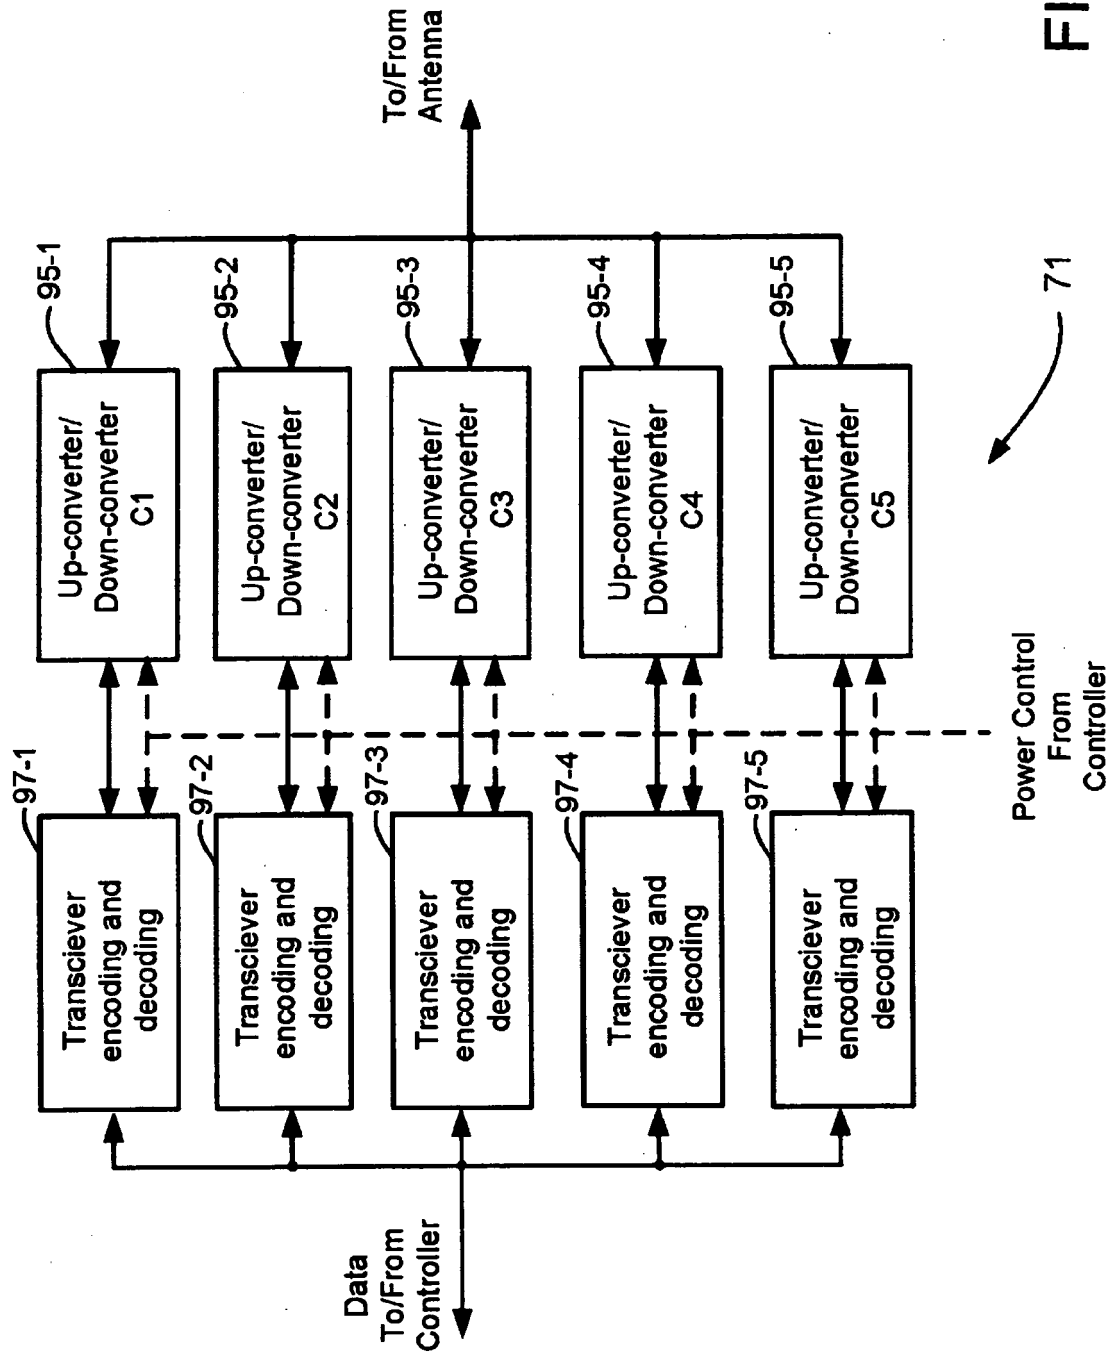 97-1
95-1
Transciever
encoding and
decoding
Up-converter/
Down-converter
C1
97-2
95-2
Transciever
encoding and
decoding
Up-converter/
Down-converter
C2
Data
To/From
Controller
97-3
95-3
To/From
Antenna
Transciever
encoding and
decoding
Up-converter/
Down-converter
C3
97-4
95-4
Transciever
encoding and
decoding
Up-converter/
Down-converter
C4
97-5
95-5
Transciever
encoding and
decoding
Up-converter/
Down-converter
C5
Power Control
From
Controller
71
FI